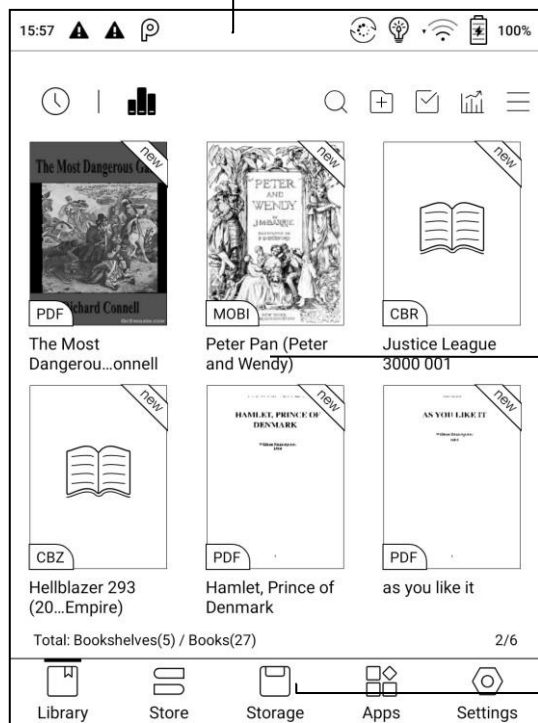 15:57
100%
new
new
new
The Most Dangerous
Richard Connell
PETER
AND
WENDY
BY
J.M.BARRIE
PDF
MOBI
CBR
The Most
Dangerou...onnell
Peter Pan (Peter
and Wendy)
Justice League
3000 001
new
new
new
HAMLET, PRINCE OF
DENMARK
AS YOU LIKE IT
CBZ
PDF
PDF
Hellblazer 293
(20...Empire)
Hamlet, Prince of
Denmark
as you like it
Total: Bookshelves(5) / Books(27)
2/6
Library
Store
Storage
Apps
Settings